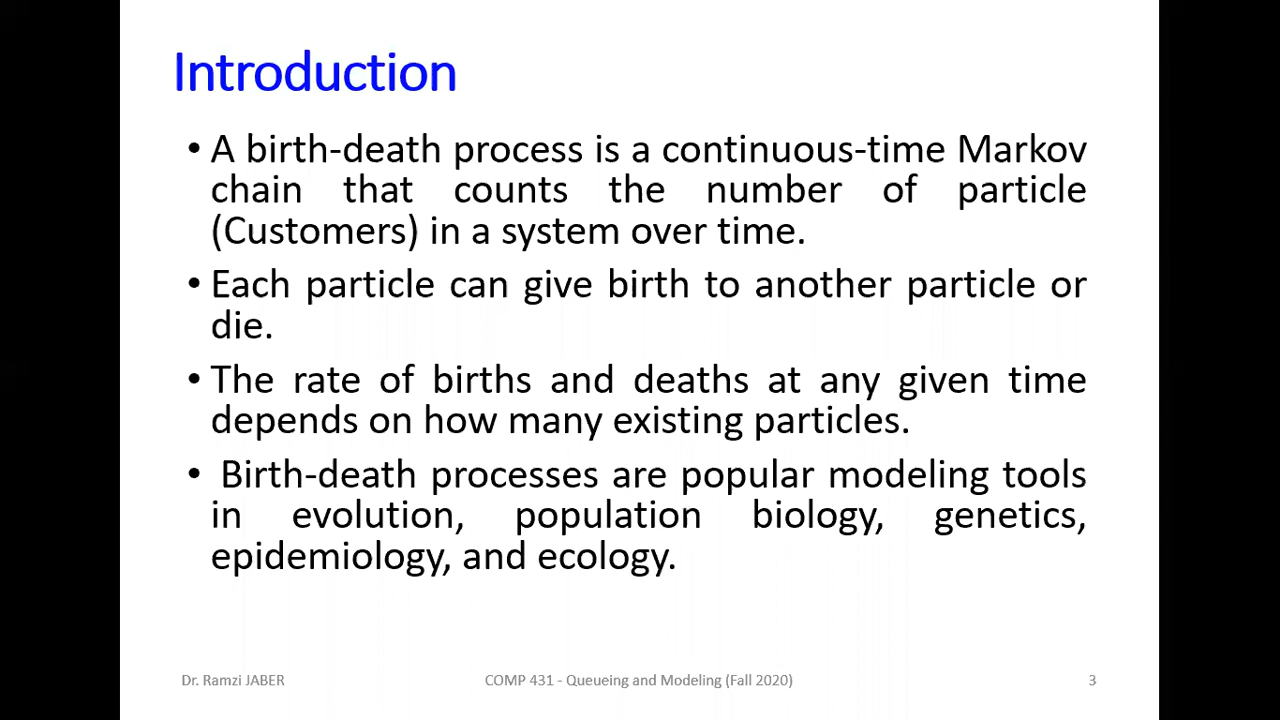 Introduction
• A birth-death process is a continuous-time Markov
chain that counts the number of particle
(Customers) in a system over time.
• Each particle can give birth to another particle or
die.
• The rate of births and deaths at any given time
depends on how many existing particles.
• Birth-death processes are popular modeling tools
in evolution, population biology, genetics,
epidemiology, and ecology.
Dr. Ramzi JABER
COMP 431 - Queueing and Modeling (Fall 2020)
3